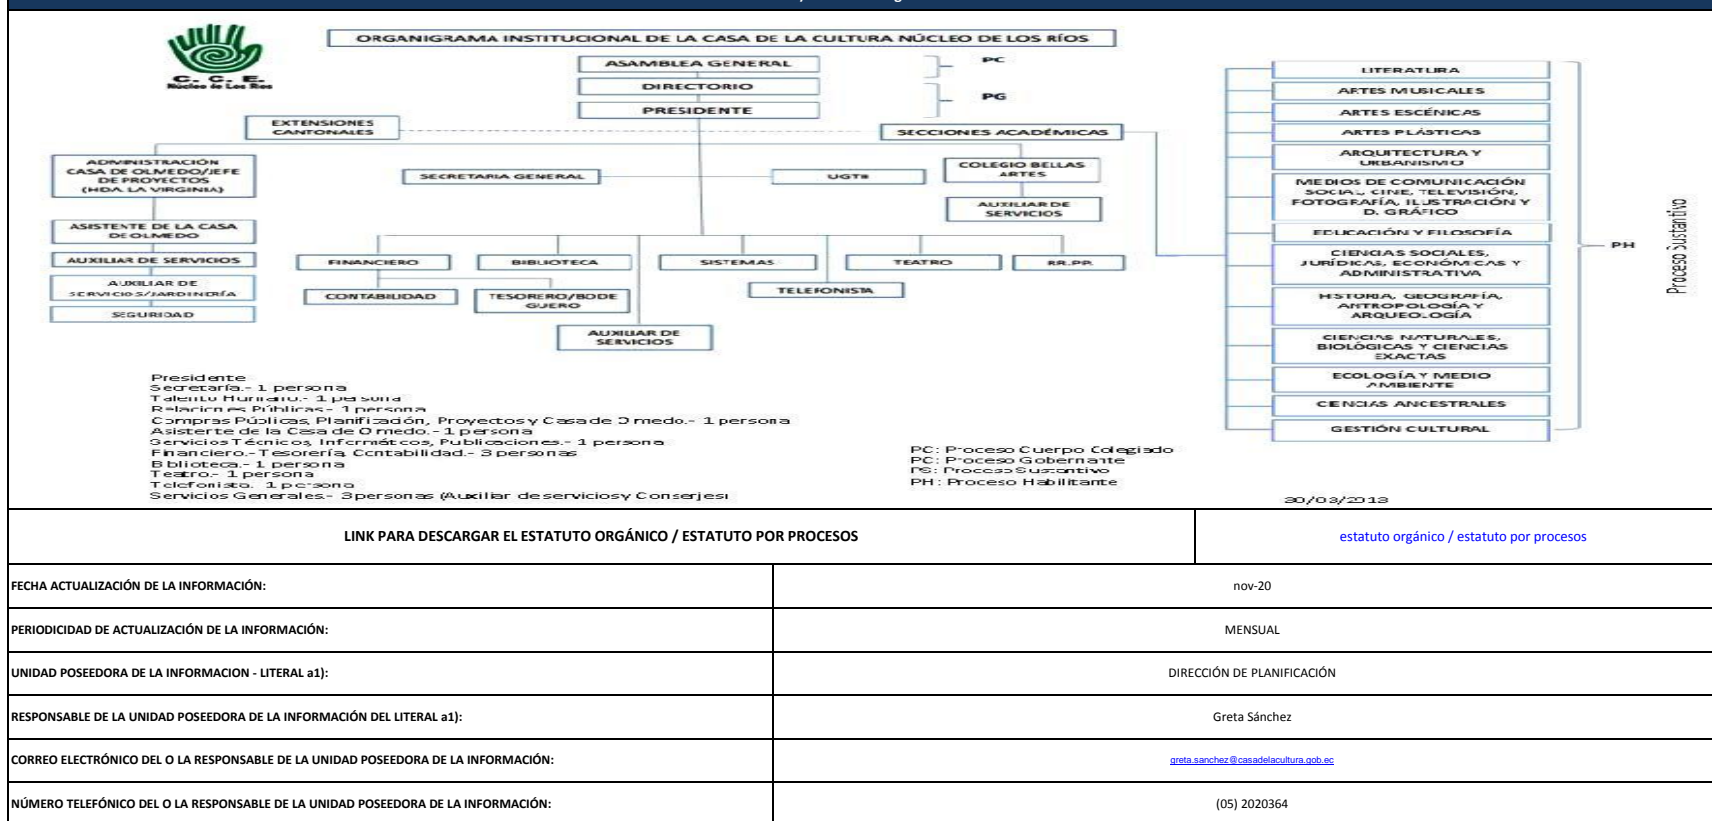 C. C. E.
Núcleo de Los Ríos
ORGANIGRAMA INSTITUCIONAL DE LA CASA DE LA CULTURA NÚCLEO DE LOS RÍOS
ASAMBLEA GENERAL
PC
DIRECTORIO
PG
PRESIDENTE
EXTENSIONES
CANTONALES
SECCIONES ACADÉMICAS
ADMINISTRACIÓN
CASA DE OLMEDO/JEFE
DE PROYECTOS
(HDA. LA VIRGINIA)
SECRETARIA GENERAL
UGTH
COLEGIO BELLAS
ARTES
AUXILIAR DE
SERVICIOS
ASISTENTE DE LA CASA
DE OLMEDO
AUXILIAR DE SERVICIOS
AUXILIAR DE
SERVICIOS/JARDINERÍA
SEGURIDAD
FINANCIERO
BIBLIOTECA
SISTEMAS
TEATRO
RR.PP.
CONTABILIDAD
TESORERO/BODE
GUERO
TELEFONISTA
AUXILIAR DE
SERVICIOS
LITERATURA
ARTES MUSICALES
ARTES ESCÉNICAS
ARTES PLÁSTICAS
ARQUITECTURA Y
URBANISMO
MEDIOS DE COMUNICACIÓN
SOCIAL, CINE, TELEVISIÓN,
FOTOGRAFÍA, ILUSTRACIÓN Y
D. GRÁFICO
EDUCACIÓN Y FILOSOFÍA
CIENCIAS SOCIALES,
JURÍDICAS, ECONÓMICAS Y
ADMINISTRATIVA
HISTORIA, GEOGRAFÍA,
ANTROPOLOGÍA Y
ARQUEOLOGÍA
CIENCIAS NATURALES,
BIOLÓGICAS Y CIENCIAS
EXACTAS
ECOLOGÍA Y MEDIO
AMBIENTE
CIENCIAS ANCESTRALES
GESTIÓN CULTURAL
PH
Proceso Sustantivo
Presidente
Secretaría.- 1 persona
Talento Humano.- 1 persona
Relaciones Públicas.- 1 persona
Compras Públicas, Planificación, Proyectos y Casa de Olmedo.- 1 persona
Asistente de la Casa de Olmedo.- 1 persona
Servicios Técnicos, Informáticos, Publicaciones.- 1 persona
Financiero.- Tesorería, Contabilidad.- 3 personas
Biblioteca.- 1 persona
Teatro.- 1 persona
Telefonista.- 1 persona
Servicios Generales.- 3 personas (Auxiliar de servicios y Conserjes)
PC: Proceso Cuerpo Colegiado
PC: Proceso Gobernante
PS: Proceso Sustantivo
PH: Proceso Habilitante
30/03/2013
LINK PARA DESCARGAR EL ESTATUTO ORGÁNICO / ESTATUTO POR PROCESOS
estatuto orgánico / estatuto por procesos
FECHA ACTUALIZACIÓN DE LA INFORMACIÓN:
nov-20
PERIODICIDAD DE ACTUALIZACIÓN DE LA INFORMACIÓN:
MENSUAL
UNIDAD POSEEDORA DE LA INFORMACION - LITERAL a1):
DIRECCIÓN DE PLANIFICACIÓN
RESPONSABLE DE LA UNIDAD POSEEDORA DE LA INFORMACIÓN DEL LITERAL a1):
Greta Sánchez
CORREO ELECTRÓNICO DEL O LA RESPONSABLE DE LA UNIDAD POSEEDORA DE LA INFORMACIÓN:
greta.sanchez@casadelacultura.gob.ec
NÚMERO TELEFÓNICO DEL O LA RESPONSABLE DE LA UNIDAD POSEEDORA DE LA INFORMACIÓN:
(05) 2020364